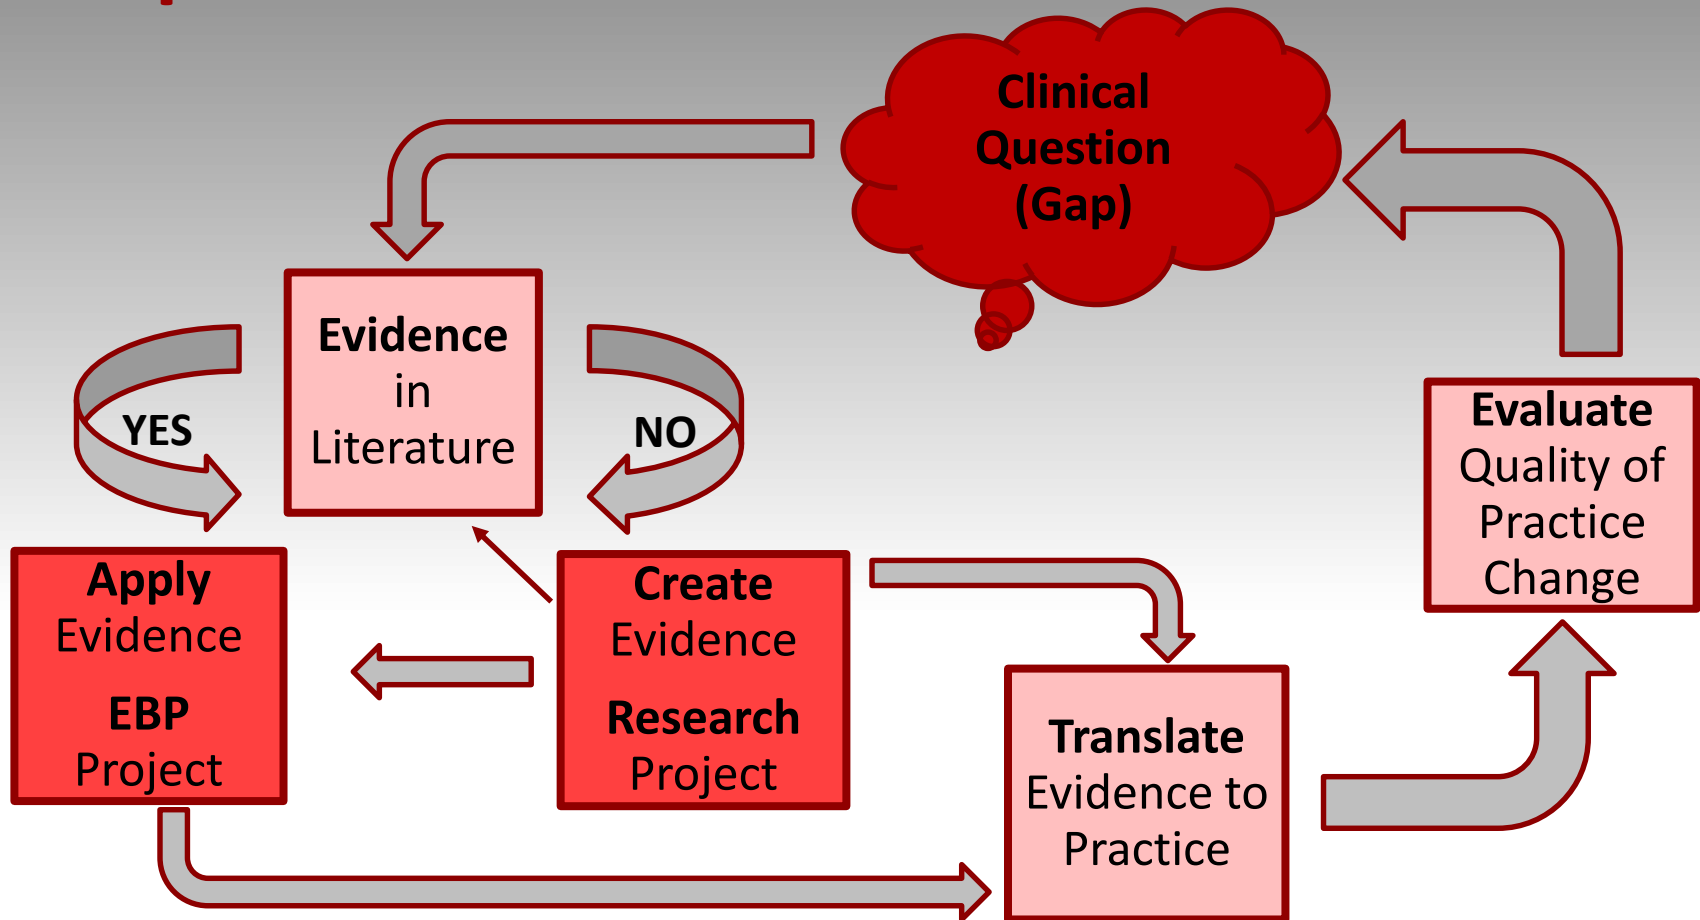 Clinical
Question
(Gap)
Evidence
in
Literature
YES
NO
Apply
Evidence
EBP
Project
Create
Evidence
Research
Project
Translate
Evidence to
Practice
Evaluate
Quality of
Practice
Change